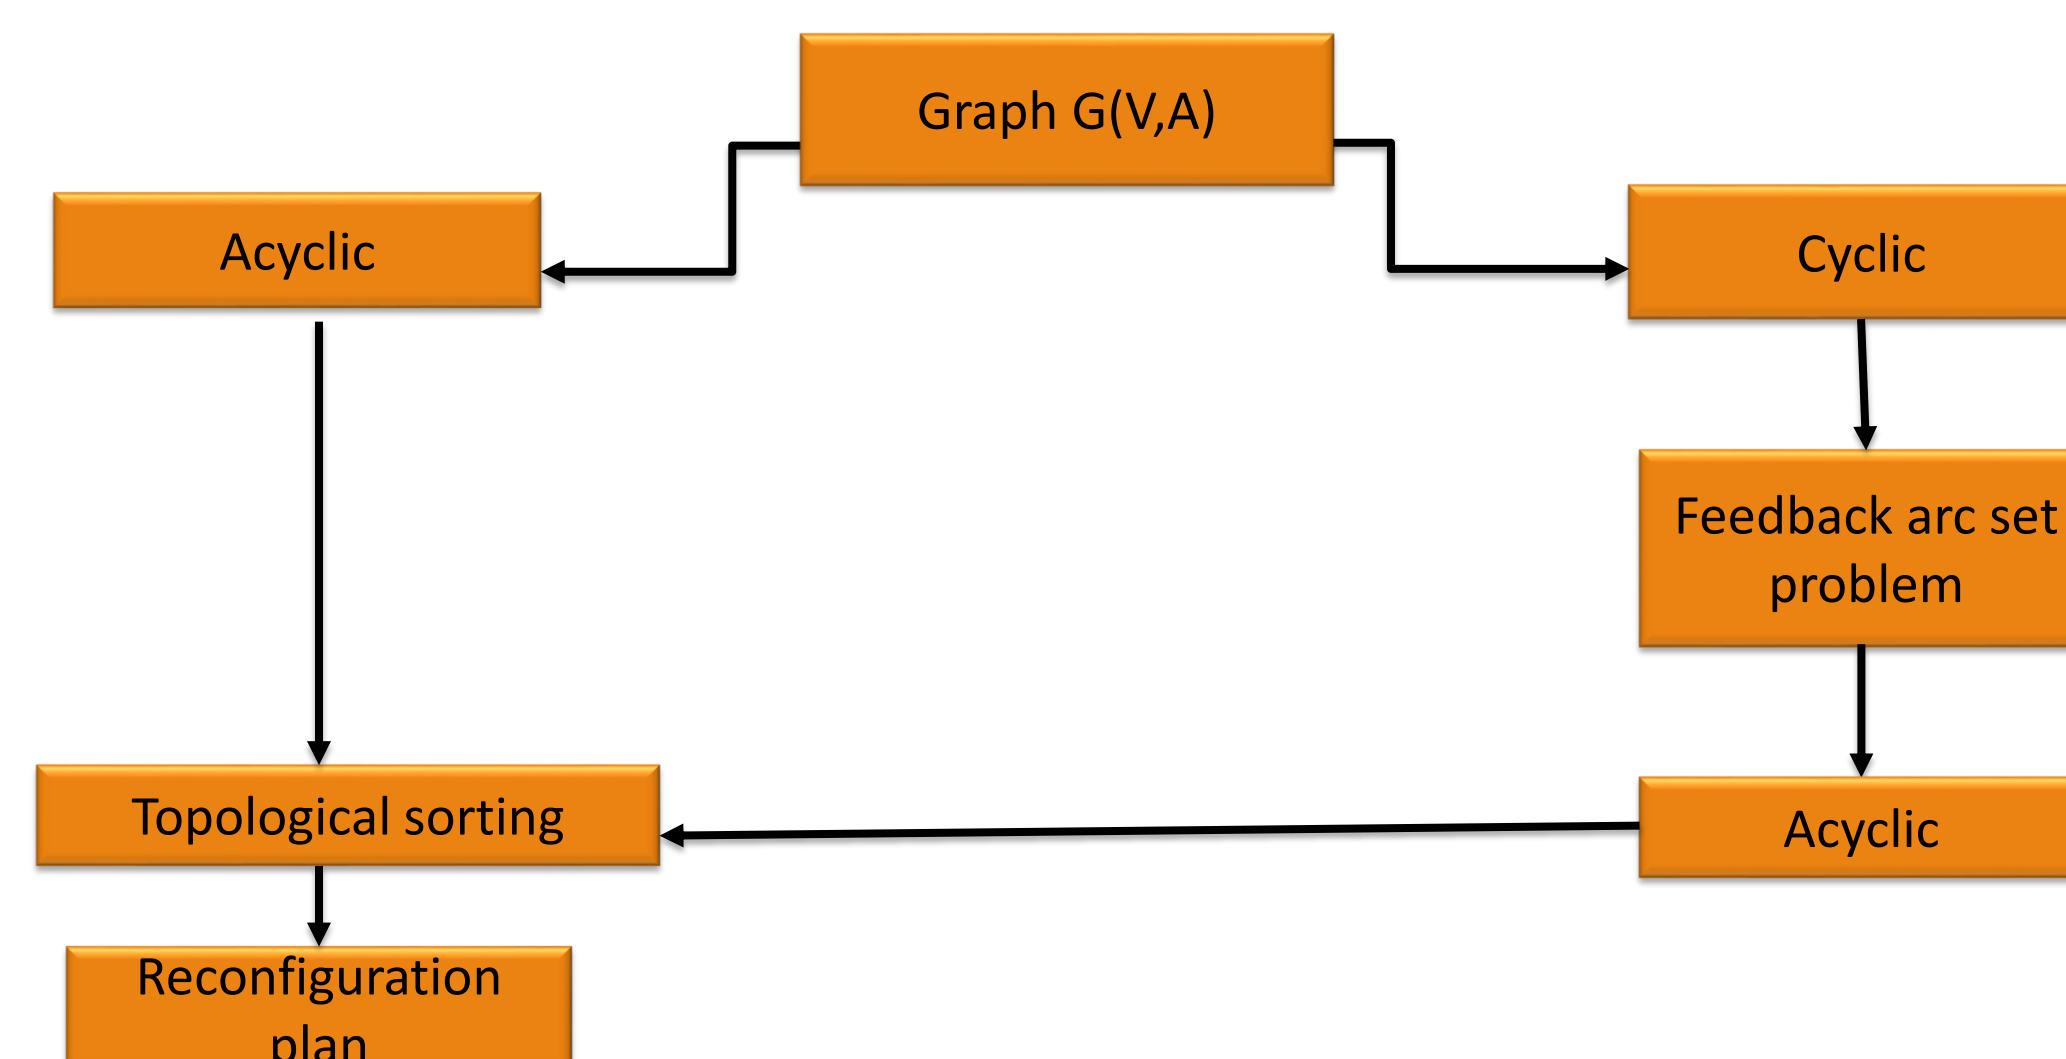 Graph G(V,A)
Acyclic
Cyclic
Feedback arc set
problem
Topological sorting
Acyclic
Reconfiguration
plan